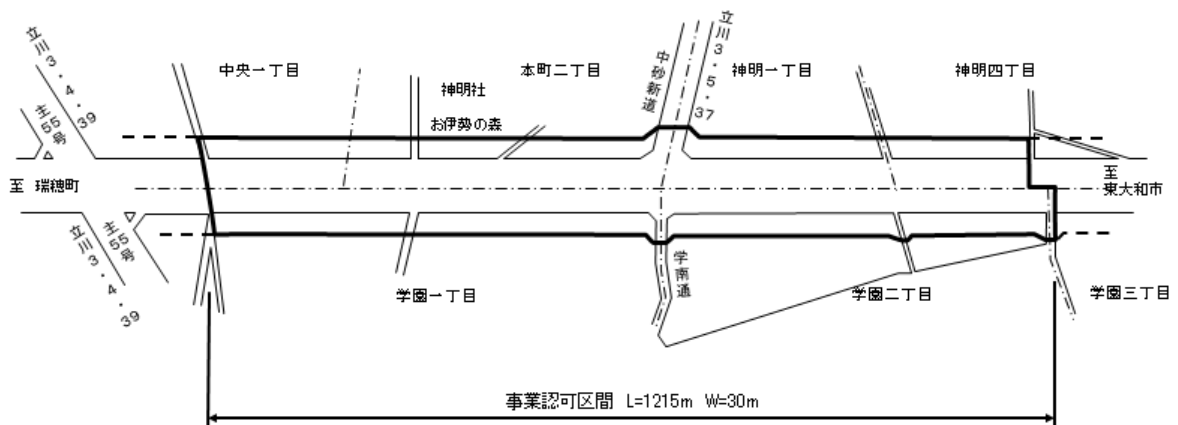 立川3・4・39
中央一丁目
本町二丁目
立川3・5・37
神明一丁目
神明四丁目
主55号
神明社
お伊勢の森
中砂新道
至 瑞穂町
至
東大和市
主55号
立川3・4・39
学園一丁目
学南通
学園二丁目
学園三丁目
事業認可区間 L=1215m W=30m